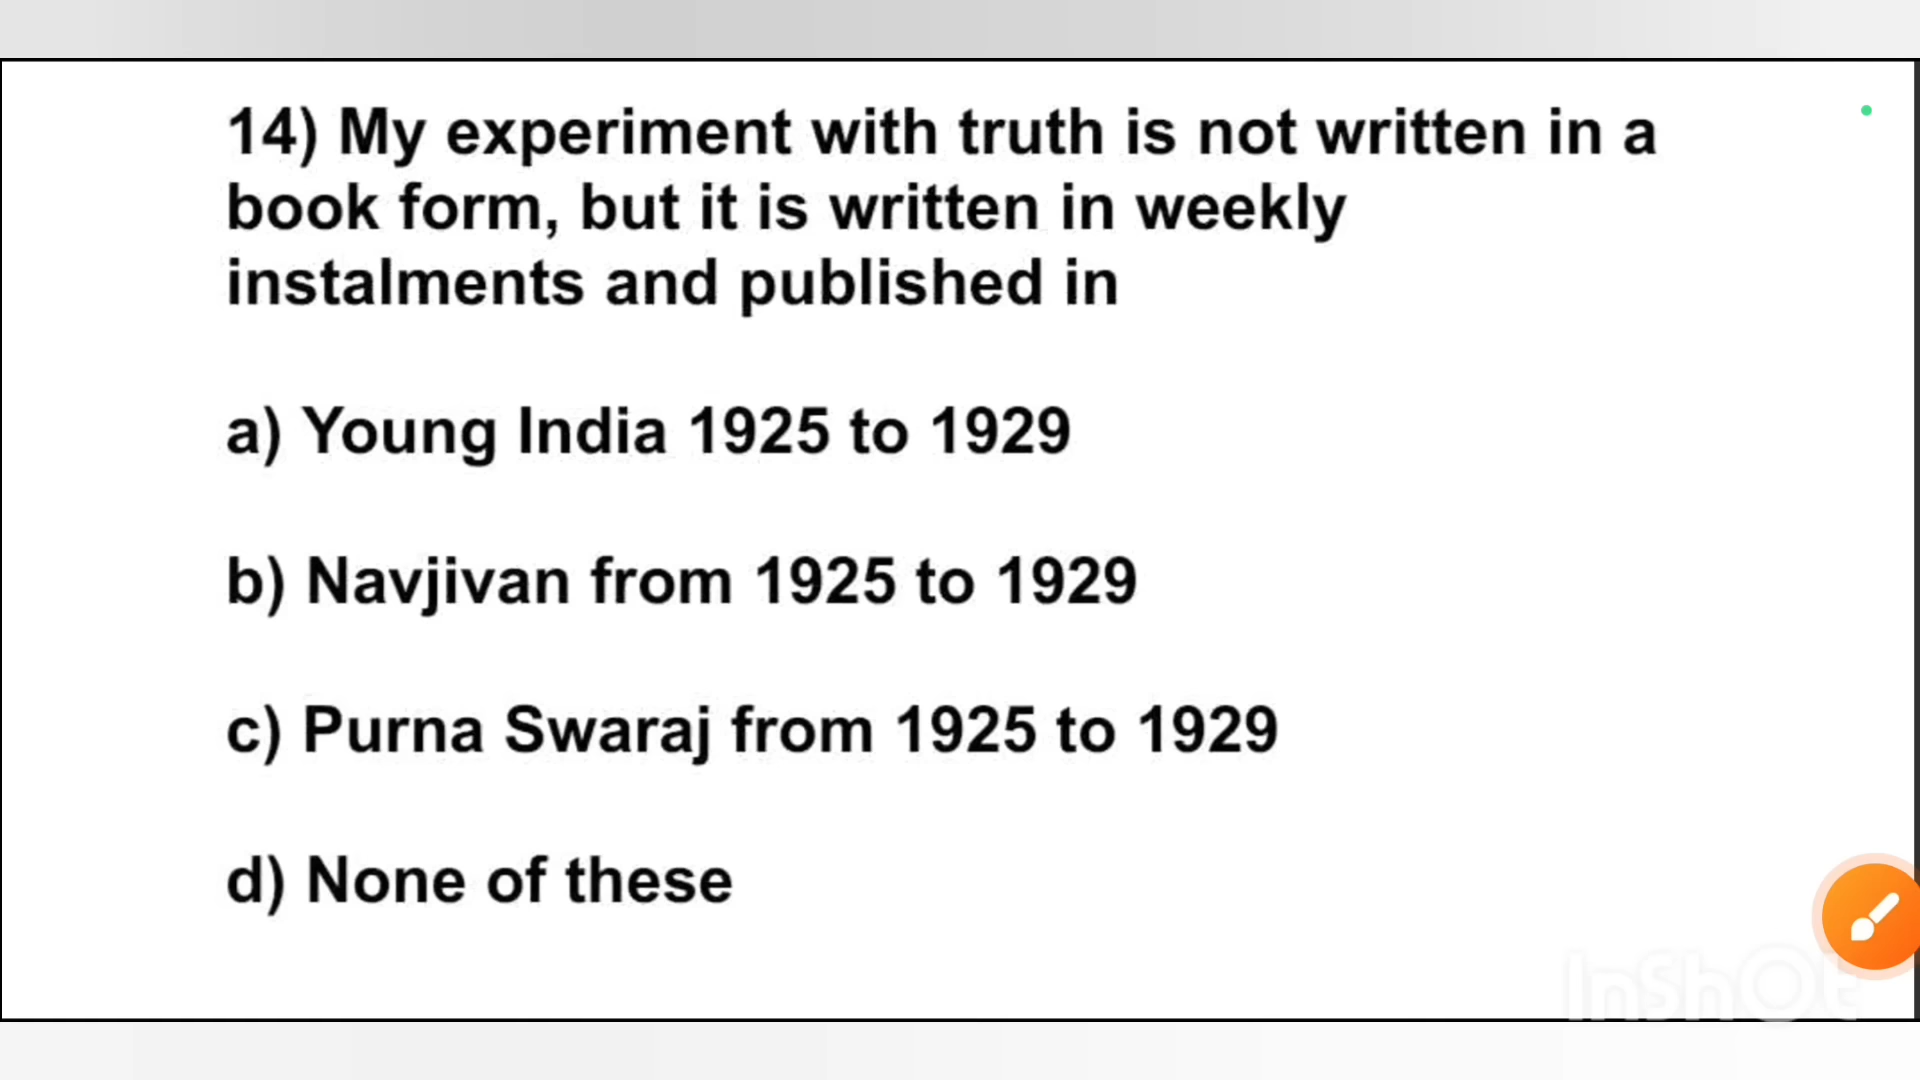 14) My experiment with truth is not written in a
book form, but it is written in weekly
instalments and published in
a) Young India 1925 to 1929
b) Navjivan from 1925 to 1929
c) Purna Swaraj from 1925 to 1929
d) None of these
InShOt